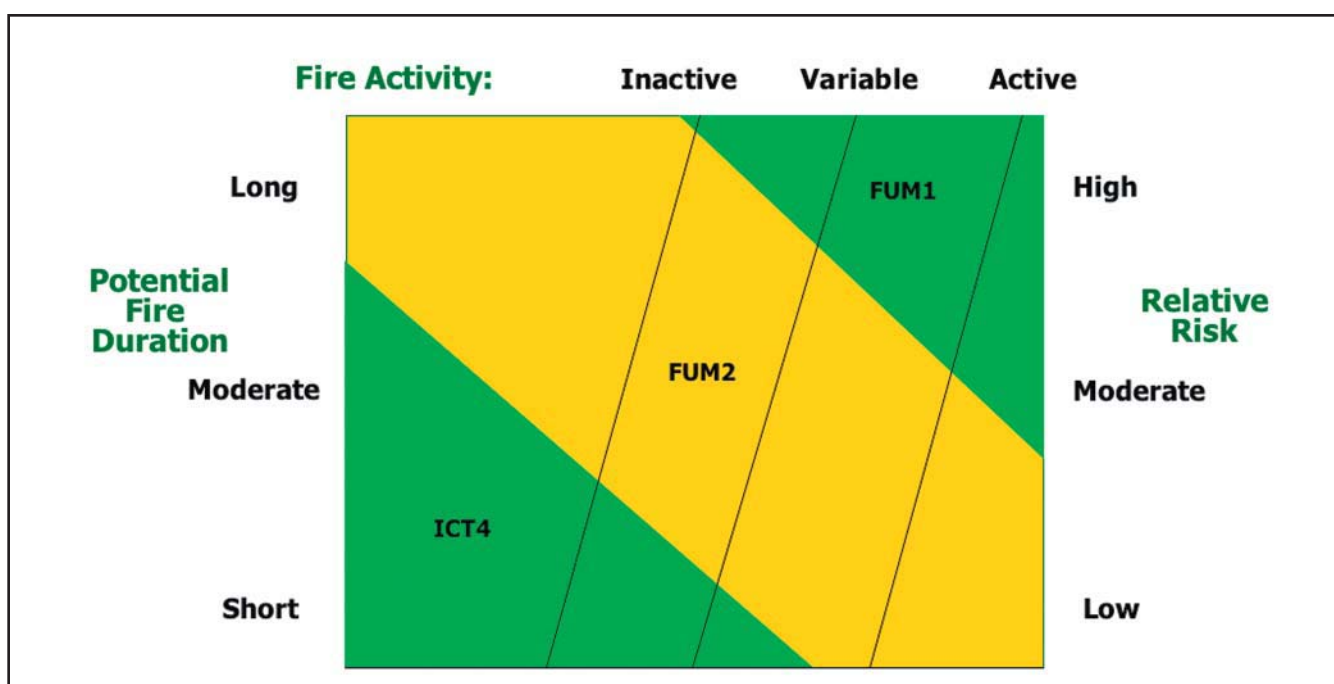 Fire Activity: Inactive Variable Active
Long FUM1 High
Potential
Fire
Duration
Relative
Risk
FUM2
Moderate Moderate
ICT4
Short Low